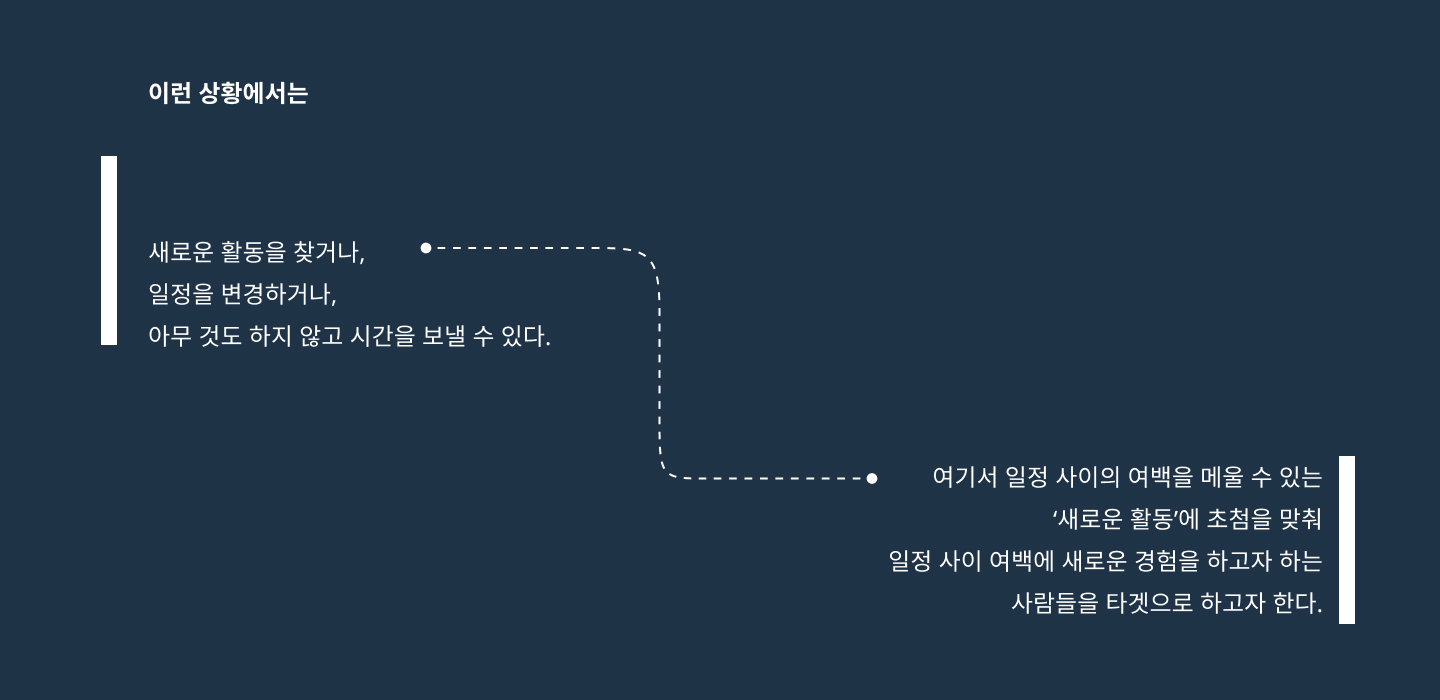 이런 상황에서는
새로운 활동을 찾거나,
일정을 변경하거나,
아무 것도 하지 않고 시간을 보낼 수 있다.
여기서 일정 사이의 여백을 메울 수 있는
‘새로운 활동’에 초첨을 맞춰
일정 사이 여백에 새로운 경험을 하고자 하는
사람들을 타겟으로 하고자 한다.